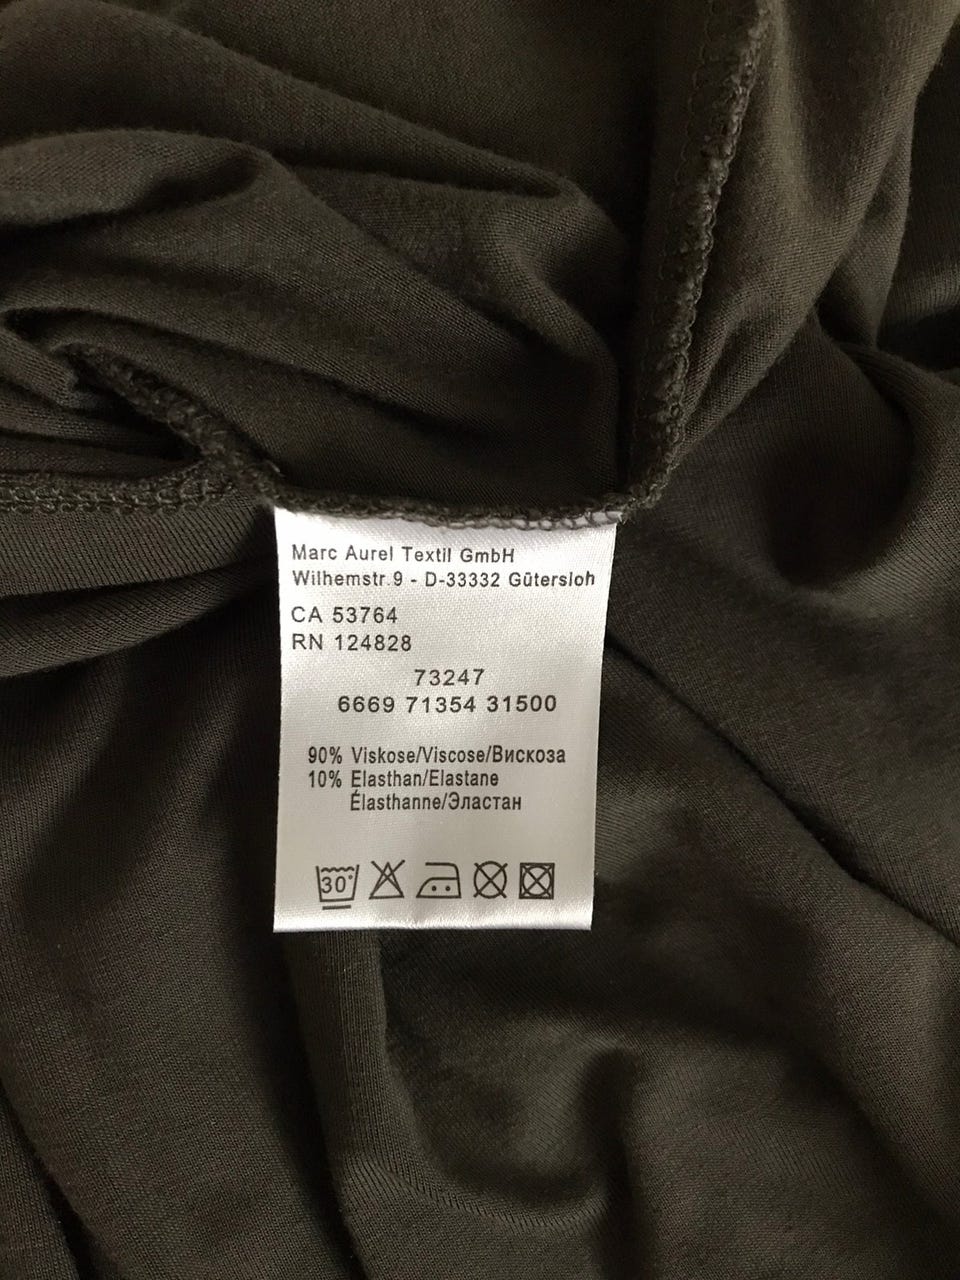 Marc Aurel Textil GmbH
Wilhemstr.9 - D-33332 Gütersloh
CA 53764
RN 124828
73247
6669 71354 31500
90% Viskose/Viscose/Вискоза
10% Elasthan/Elastane
Élasthanne/Эластан
30°